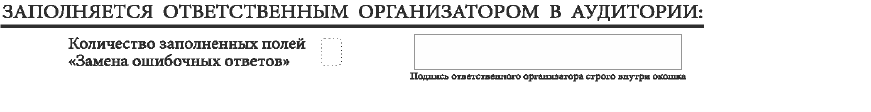 ЗАПОЛНЯЕТСЯ ОТВЕТСТВЕННЫМ ОРГАНИЗАТОРОМ В АУДИТОРИИ:
Количество заполненных полей
«Замена ошибочных ответов»
Подпись ответственного организатора строго внутри окошка